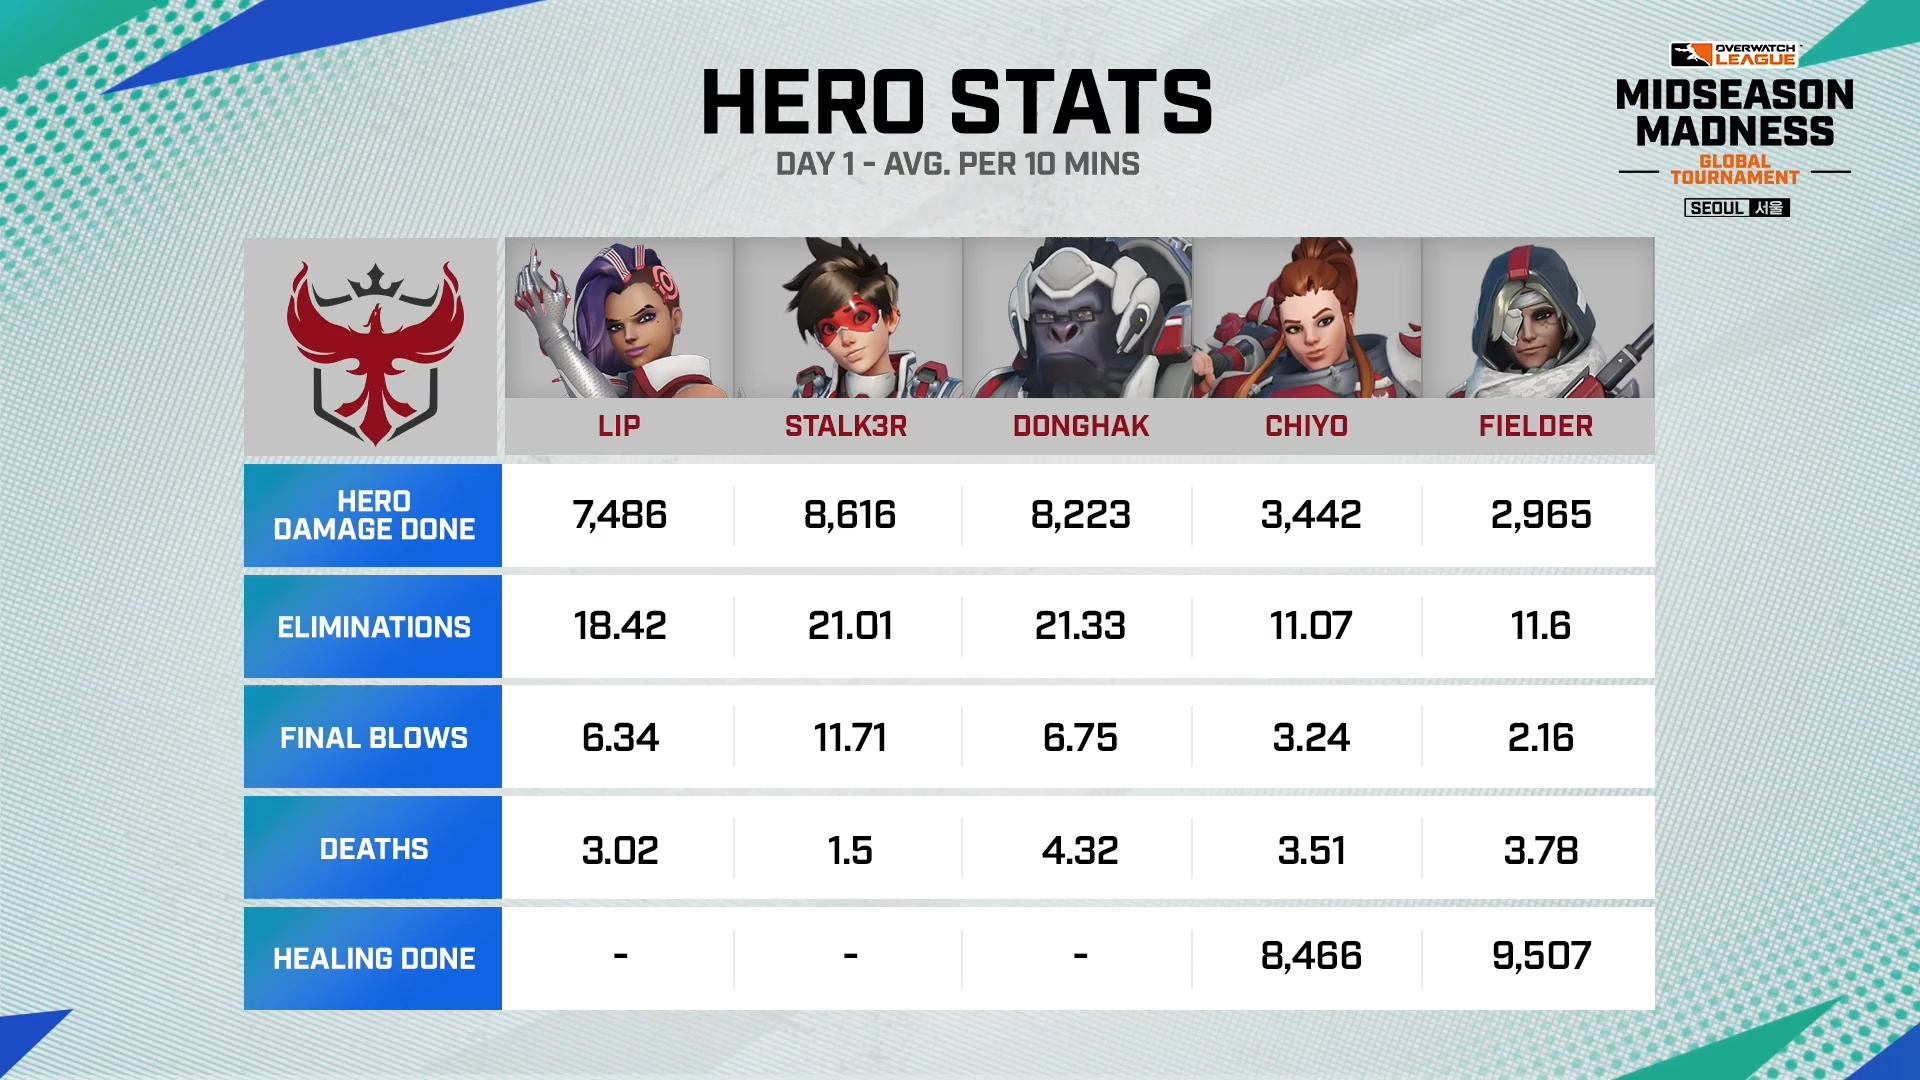 HERO STATS
DAY 1 - AVG. PER 10 MINS
OVERWATCH
LEAGUE
MIDSEASON
MADNESS
GLOBAL
TOURNAMENT
SEOUL 서울
LIP STALK3R DONGHAK CHIYO FIELDER
HERO
DAMAGE DONE
7,486 8,616 8,223 3,442 2,965
ELIMINATIONS 18.42 21.01 21.33 11.07 11.6
FINAL BLOWS 6.34 11.71 6.75 3.24 2.16
DEATHS 3.02 1.5 4.32 3.51 3.78
HEALING DONE - - - 8,466 9,507